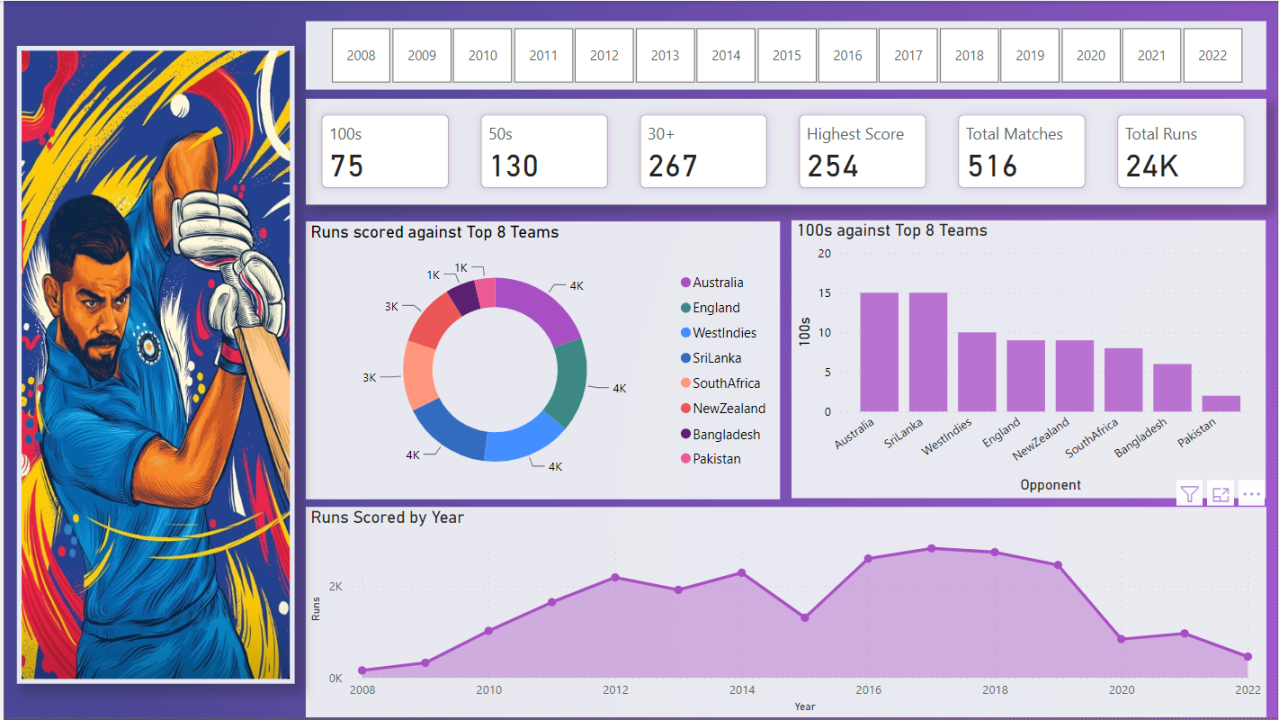 2008 2009 2010 2011 2012 2013 2014 2015 2016 2017 2018 2019 2020 2021 2022
100s 50s 30+ Highest Score Total Matches Total Runs
75 130 267 254 516 24K
Runs scored against Top 8 Teams
1K
1K
4K
3K
4K
3K
4K
4K
Australia
England
WestIndies
SriLanka
SouthAfrica
NewZealand
Bangladesh
Pakistan
100s against Top 8 Teams
20
15
10
5
0
100s
Australia SriLanka WestIndies England NewZealand SouthAfrica Bangladesh Pakistan
Opponent
Runs Scored by Year
2K
0K
Runs
2008 2010 2012 2014 2016 2018 2020 2022
Year